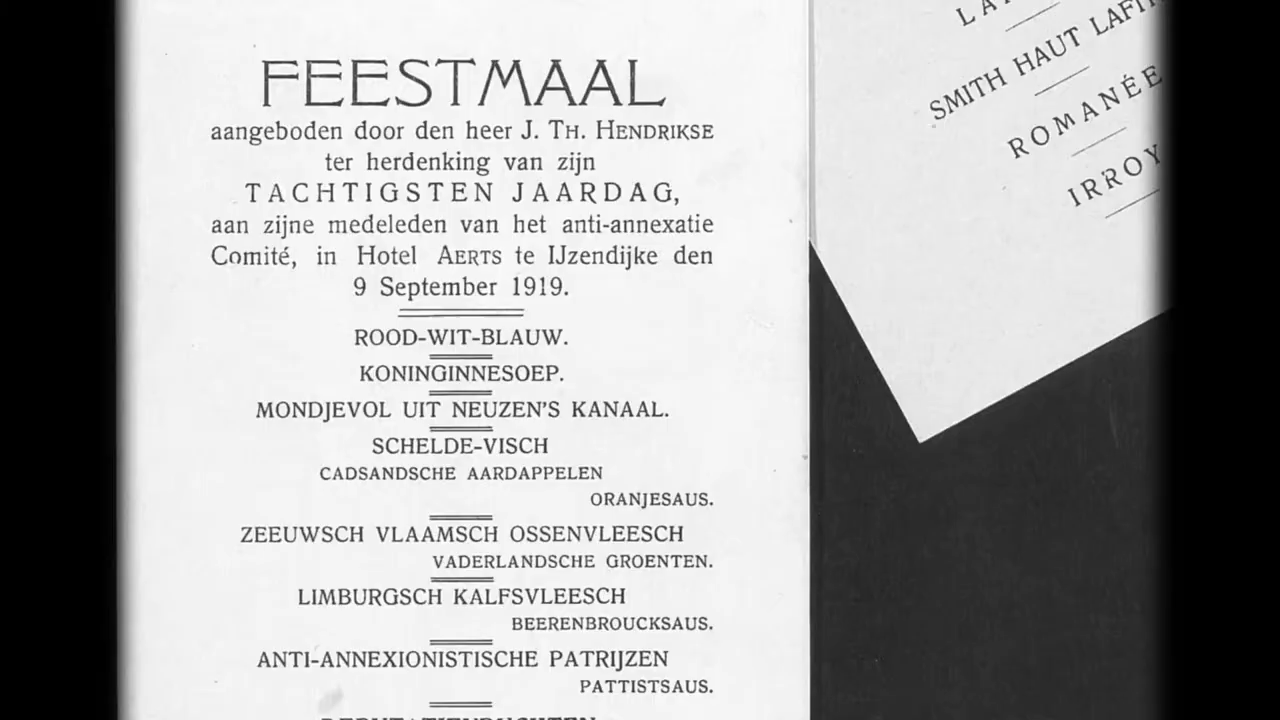 FEESTMAAL
aangeboden door den heer J. TH. HENDRIKSE
ter herdenking van zijn
TACHTIGSTEN JAARDAG,
aan zijne medeleden van het anti-annexatie
Comité, in Hotel AERTS te IJzendijke den
9 September 1919.
ROOD-WIT-BLAUW.
KONINGINNESOEP.
MONDJEVOL UIT NEUZEN'S KANAAL.
SCHELDE-VISCH
CADSANDSCHE AARDAPPELEN
ORANJESAUS.
ZEEUWSCH VLAAMSCH OSSENVLEESCH
VADERLANDSCHE GROENTEN.
LIMBURGSCH KALFSVLEESCH
BEERENBROUCKSAUS.
ANTI-ANNEXIONISTISCHE PATRIJZEN
PATTISTSAUS.
SMITH HAUT
ROMANÉE
IRROY